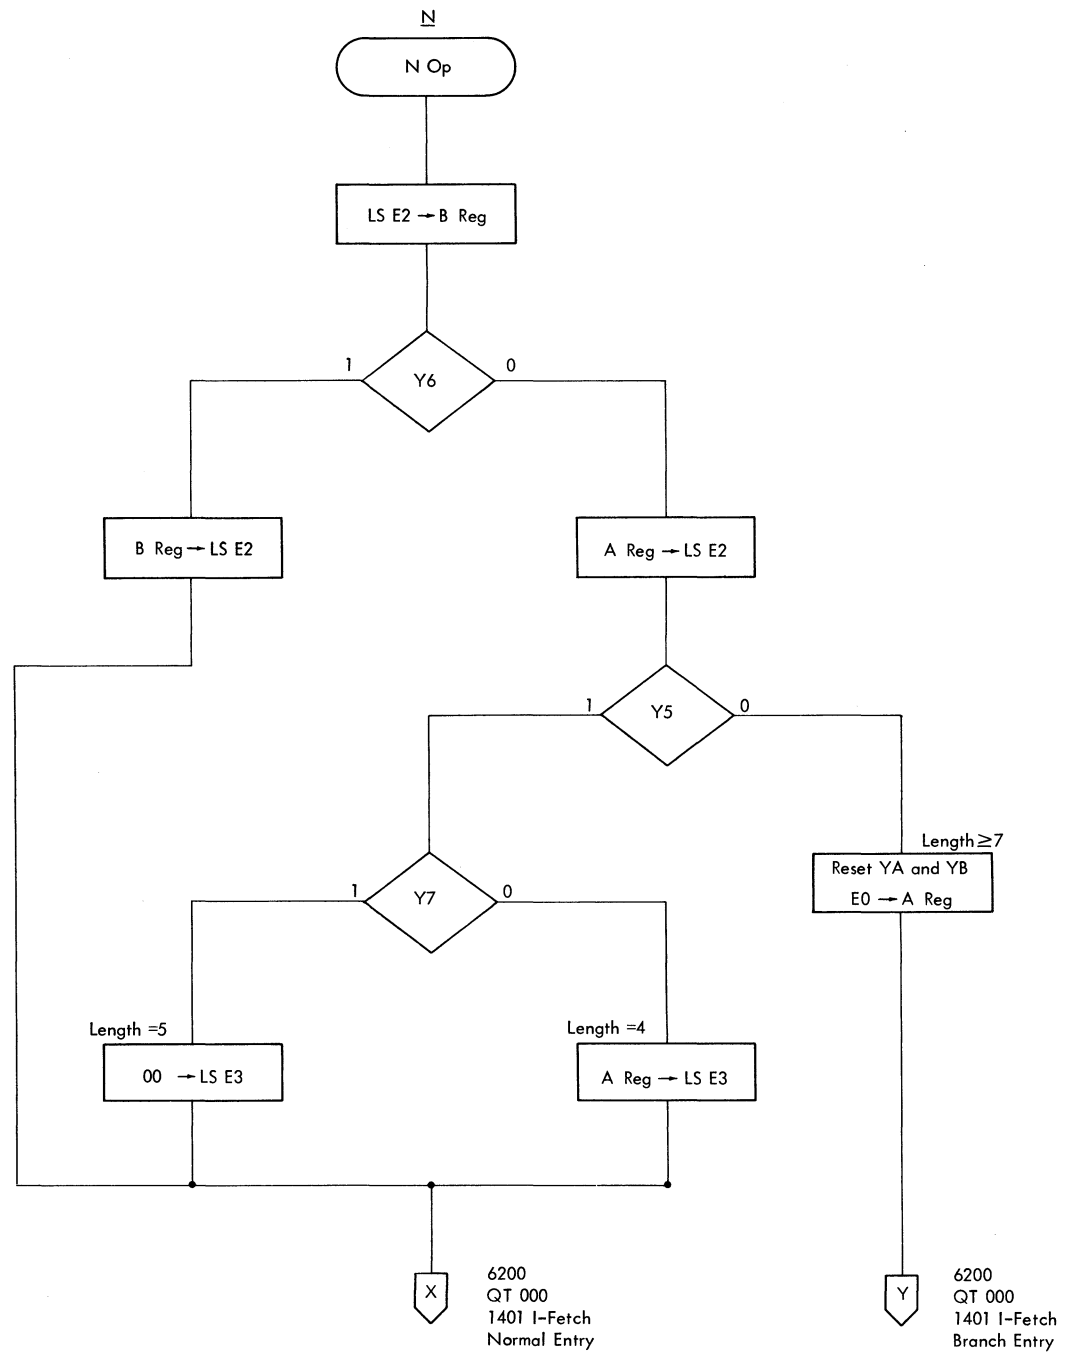 N
N Op
LS E2 → B Reg
1
Y6
0
B Reg → LS E2
A Reg → LS E2
1
Y5
0
Length ≥7
Reset YA and YB
E0 → A Reg
1
Y7
0
Length =5
00 → LS E3
Length =4
A Reg → LS E3
X
6200
QT 000
1401 I-Fetch
Normal Entry
Y
6200
QT 000
1401 I-Fetch
Branch Entry